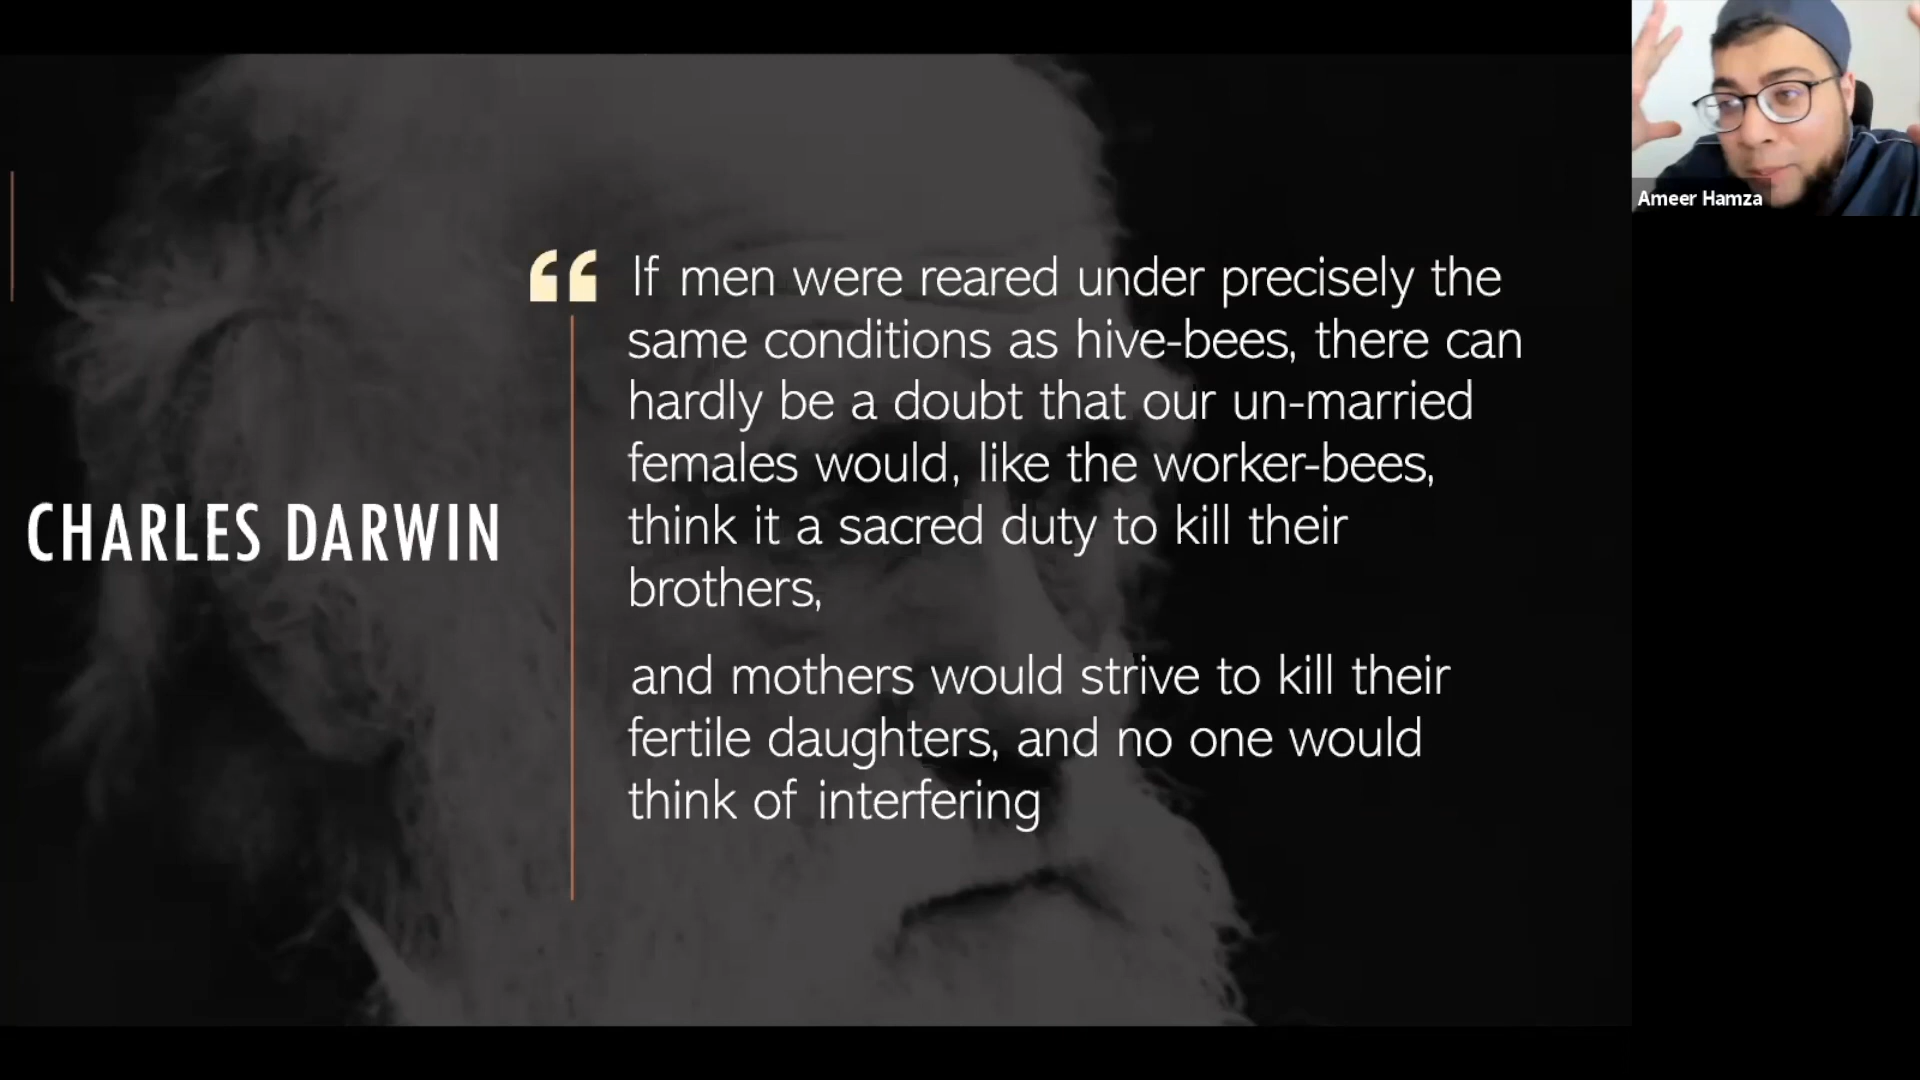 CHARLES DARWIN
If men were reared under precisely the
same conditions as hive-bees, there can
hardly be a doubt that our un-married
females would, like the worker-bees,
think it a sacred duty to kill their
brothers,
and mothers would strive to kill their
fertile daughters, and no one would
think of interfering
Ameer Hamza